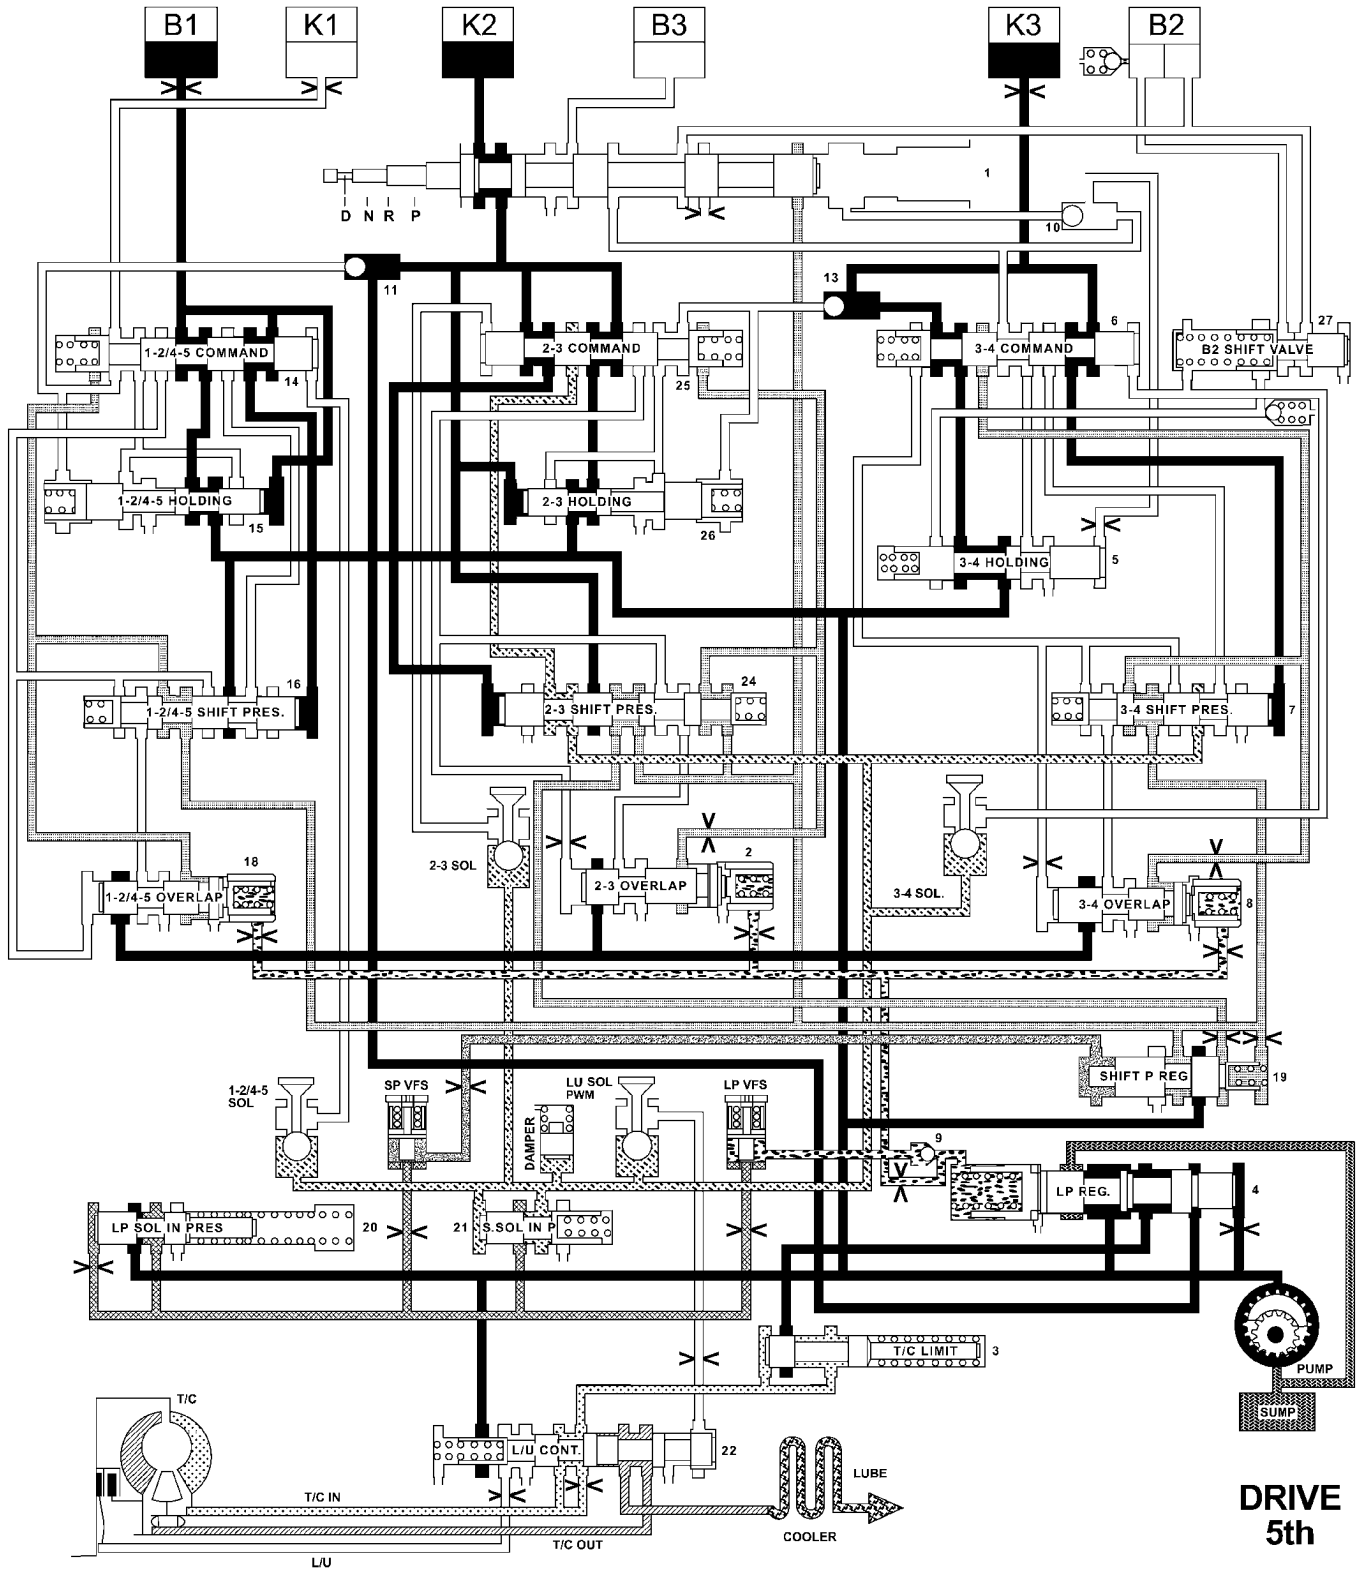 B1 K1 K2 B3 K3 B2
1
D N R P
10
11
13
6
27
1-2/4-5 COMMAND
2-3 COMMAND
3-4 COMMAND
B2 SHIFT VALVE
14
25
1-2/4-5 HOLDING
2-3 HOLDING
15
26
3-4 HOLDING
5
16
24
1-2/4-5 SHIFT PRES.
2-3 SHIFT PRES.
3-4 SHIFT PRES.
7
18
2-3 SOL
2
3-4 SOL.
1-2/4-5 OVERLAP
2-3 OVERLAP
3-4 OVERLAP
8
SHIFT P REG
19
1-2/4-5
SOL
SP VFS
LU SOL
PWM
LP VFS
DAMPER
9
LP REG.
4
LP SOL IN PRES
20
21
S.SOL IN P
T/C LIMIT
3
PUMP
SUMP
T/C
L/U CONT.
22
T/C IN
LUBE
COOLER
T/C OUT
L/U
DRIVE
5th